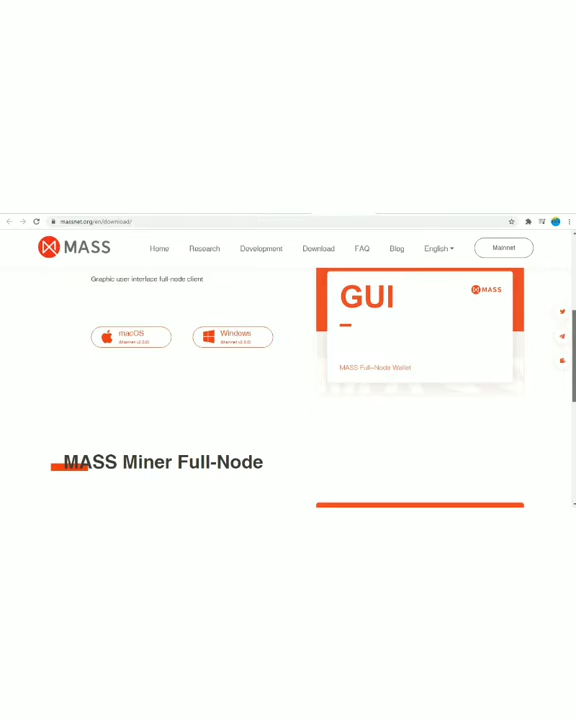 massnet.org/en/download/
MASS
Home Research Development Download FAQ Blog English Mainnet
Graphic user interface full-node client
GUI
MASS
macOS
Windows
MASS Full-Node Wallet
MASS Miner Full-Node